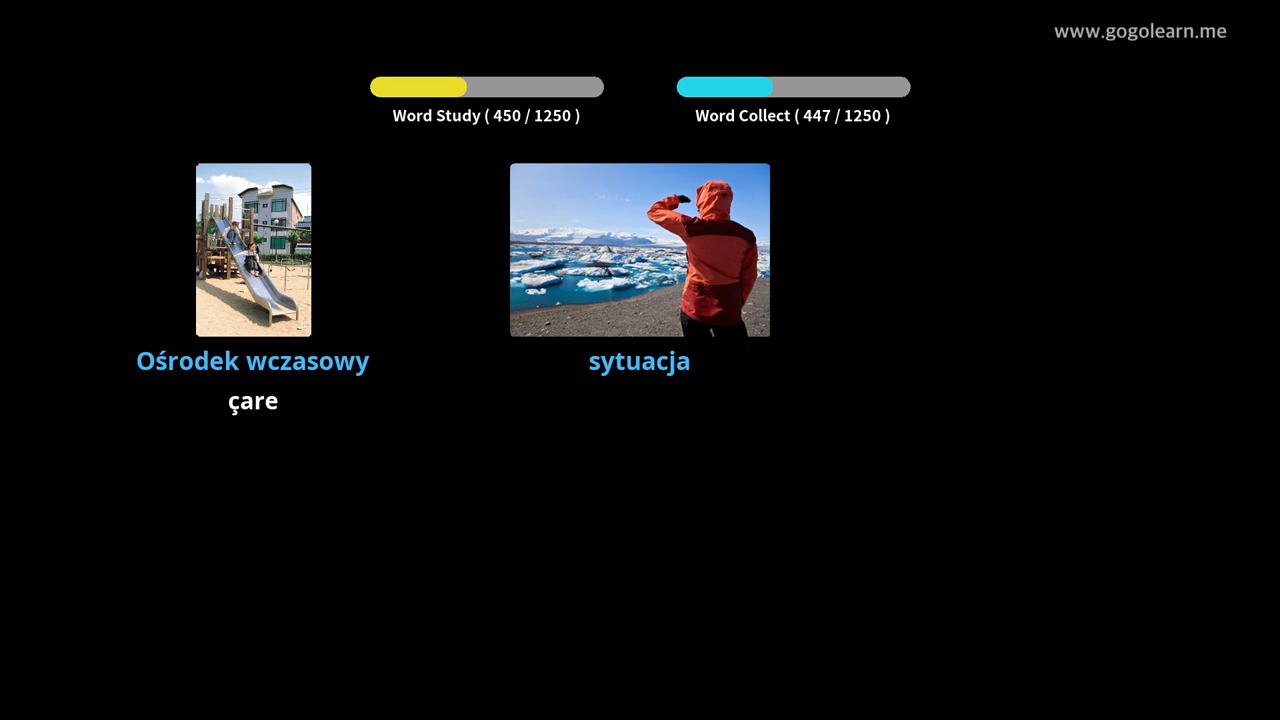 www.gogolearn.me
Word Study ( 450 / 1250 )
Word Collect ( 447 / 1250 )
Ośrodek wczasowy
çare
sytuacja